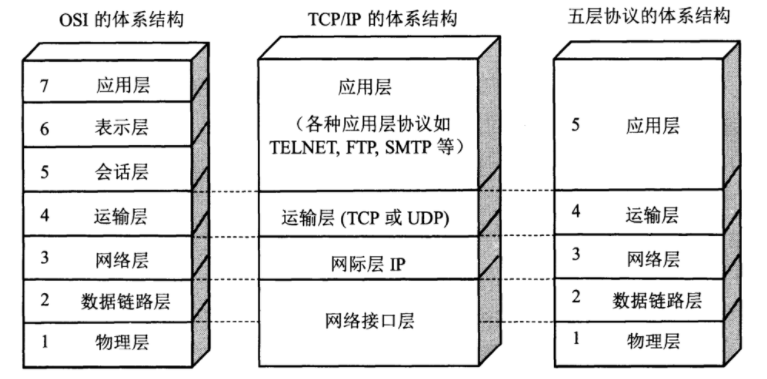 OSI 的体系结构
7 应用层
6 表示层
5 会话层
4 运输层
3 网络层
2 数据链路层
1 物理层
TCP/IP 的体系结构
应用层
（各种应用层协议如
TELNET, FTP, SMTP 等）
运输层 (TCP 或 UDP)
网际层 IP
网络接口层
五层协议的体系结构
5 应用层
4 运输层
3 网络层
2 数据链路层
1 物理层